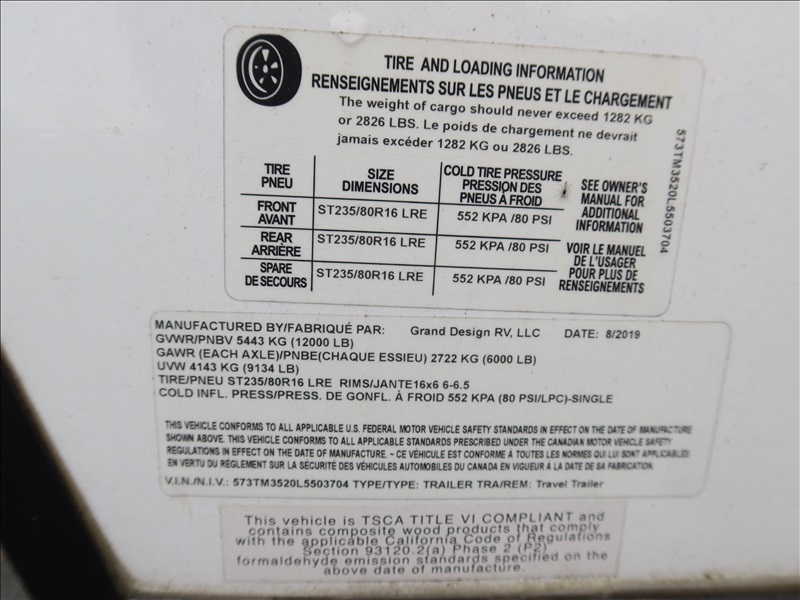 TIRE AND LOADING INFORMATION
RENSEIGNEMENTS SUR LES PNEUS ET LE CHARGEMENT
The weight of cargo should never exceed 1282 KG
or 2826 LBS. Le poids de chargement ne devrait
jamais excéder 1282 KG ou 2826 LBS.
TIRE PNEU SIZE DIMENSIONS COLD TIRE PRESSURE PRESSION DES PNEUS À FROID
FRONT AVANT ST235/80R16 LRE 552 KPA /80 PSI
REAR ARRIÈRE ST235/80R16 LRE 552 KPA /80 PSI
SPARE DE SECOURS ST235/80R16 LRE 552 KPA /80 PSI
SEE OWNER'S
MANUAL FOR
ADDITIONAL
INFORMATION
VOIR LE MANUEL
DE L'USAGER
POUR PLUS DE
RENSEIGNEMENTS
573TM3520L5503704
MANUFACTURED BY/FABRIQUÉ PAR: Grand Design RV, LLC DATE: 8/2019
GVWR/PNBV 5443 KG (12000 LB)
GAWR (EACH AXLE)/PNBE(CHAQUE ESSIEU) 2722 KG (6000 LB)
UVW 4143 KG (9134 LB)
TIRE/PNEU ST235/80R16 LRE RIMS/JANTE16x6 6-6.5
COLD INFL. PRESS/PRESS. DE GONFL. À FROID 552 KPA (80 PSI/LPC)-SINGLE
THIS VEHICLE CONFORMS TO ALL APPLICABLE U.S. FEDERAL MOTOR VEHICLE SAFETY STANDARDS IN EFFECT ON THE DATE OF MANUFACTURE
SHOWN ABOVE. THIS VEHICLE CONFORMS TO ALL APPLICABLE STANDARDS PRESCRIBED UNDER THE CANADIAN MOTOR VEHICLE SAFETY
REGULATIONS IN EFFECT ON THE DATE OF MANUFACTURE. - CE VÉHICULE EST CONFORME À TOUTES LES NORMES QUI LUI SONT APPLICABLES
EN VERTU DU RÈGLEMENT SUR LA SÉCURITÉ DES VÉHICULES AUTOMOBILES DU CANADA EN VIGUEUR À LA DATE DE SA FABRICATION.
V.I.N./N.I.V.: 573TM3520L5503704 TYPE/TYPE: TRAILER TRA/REM: Travel Trailer
This vehicle is TSCA TITLE VI COMPLIANT and
contains composite wood products that comply
with the applicable California Code of Regulations
Section 93120.2(a) Phase 2 (P2)
formaldehyde emission standards specified on the
above date of manufacture.